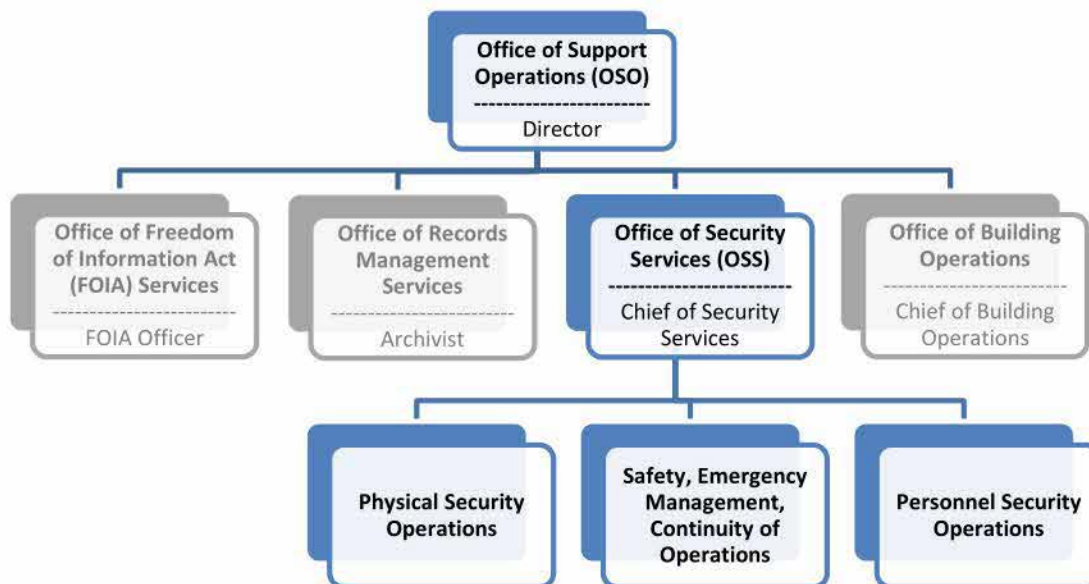 Office of Support
Operations (OSO)
-------------------------
Director
Office of Freedom
of Information Act
(FOIA) Services
-------------------------
FOIA Officer
Office of Records
Management
Services
-------------------------
Archivist
Office of Security
Services (OSS)
-------------------------
Chief of Security
Services
Office of Building
Operations
-------------------------
Chief of Building
Operations
Physical Security
Operations
Safety, Emergency
Management,
Continuity of
Operations
Personnel Security
Operations